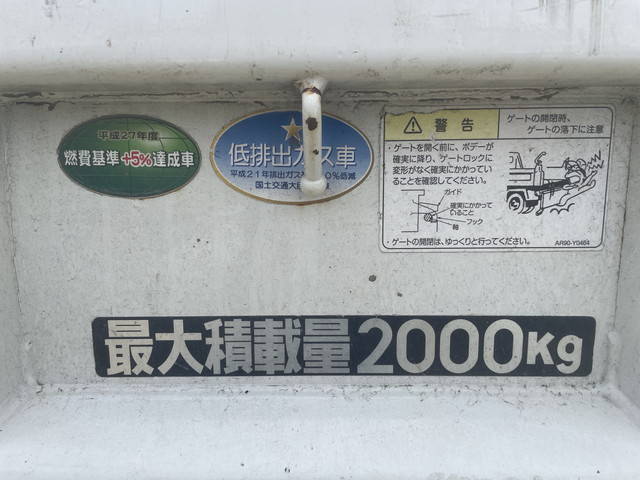 平成27年度
燃費基準+5%達成車
低排出ガス車
平成21年排出ガス 0%低減
国土交通大臣
警告
ゲートの開閉時、
ゲートの落下に注意
・ゲートを開く前に、ボデーが
確実に降り、ゲートロックに
変形がなく確実にかかってい
ることを確認してください。
ガイド
確実にかかって
いること
フック
軸
・ゲートの開閉は、ゆっくりと行ってください。
AR90-Y0464
最大積載量2000Kg